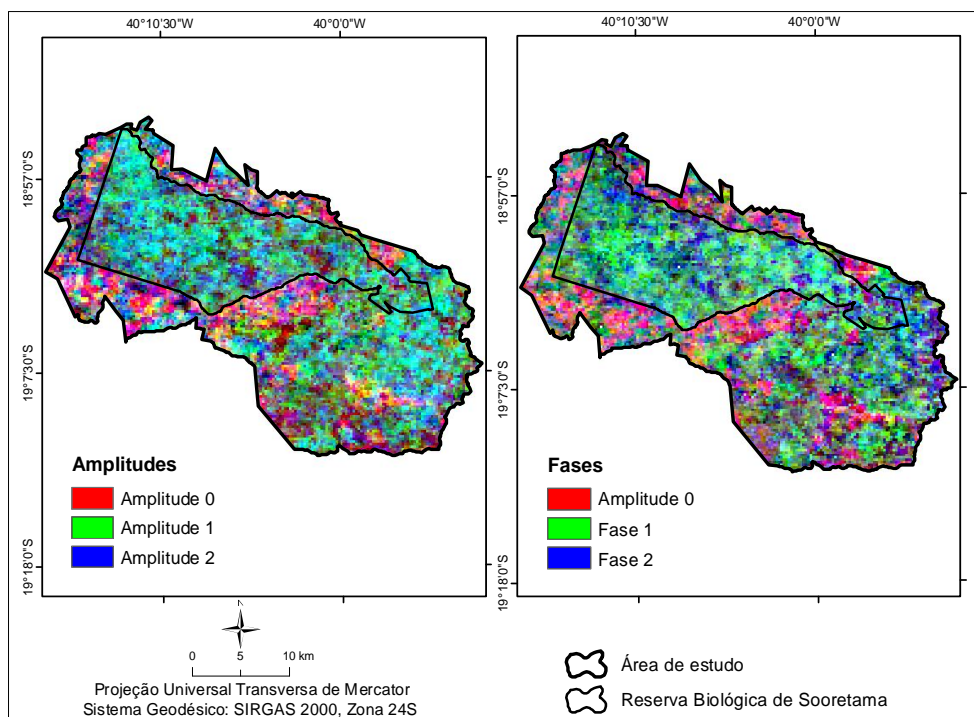 40°10'30"W
40°0'0"W
40°10'30"W
40°0'0"W
18°57'0"S
19°7'30"S
19°18'0"S
Amplitudes
Amplitude 0
Amplitude 1
Amplitude 2
18°57'0"S
19°7'30"S
19°18'0"S
Fases
Amplitude 0
Fase 1
Fase 2
0 5 10 km
Projeção Universal Transversa de Mercator
Sistema Geodésico: SIRGAS 2000, Zona 24S
Área de estudo
Reserva Biológica de Sooretama